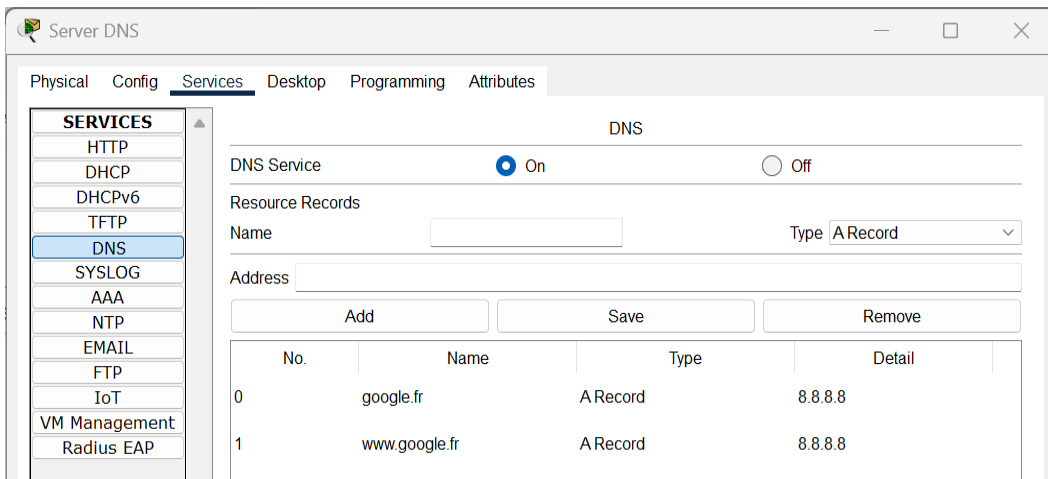 Server DNS
Physical Config Services Desktop Programming Attributes
SERVICES
HTTP
DHCP
DHCPv6
TFTP
DNS
SYSLOG
AAA
NTP
EMAIL
FTP
IoT
VM Management
Radius EAP
DNS
DNS Service On Off
Resource Records
Name Type A Record
Address
Add Save Remove
No. Name Type Detail
0 google.fr A Record 8.8.8.8
1 www.google.fr A Record 8.8.8.8